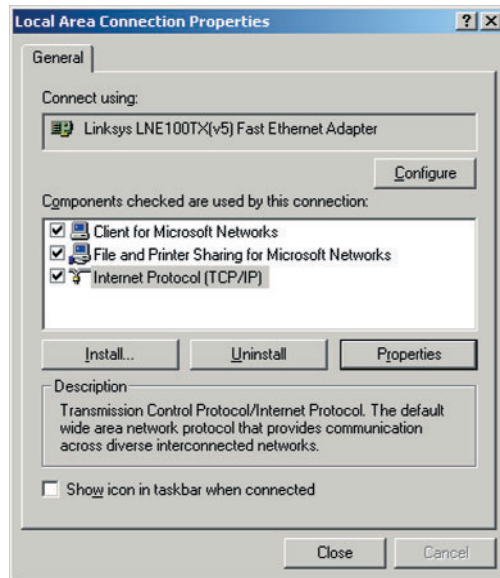 Local Area Connection Properties
General
Connect using:
Linksys LNE100TX(v5) Fast Ethernet Adapter
Configure
Components checked are used by this connection:
Client for Microsoft Networks
File and Printer Sharing for Microsoft Networks
Internet Protocol (TCP/IP)
Install... Uninstall Properties
Description
Transmission Control Protocol/Internet Protocol. The default
wide area network protocol that provides communication
across diverse interconnected networks.
Show icon in taskbar when connected
Close Cancel